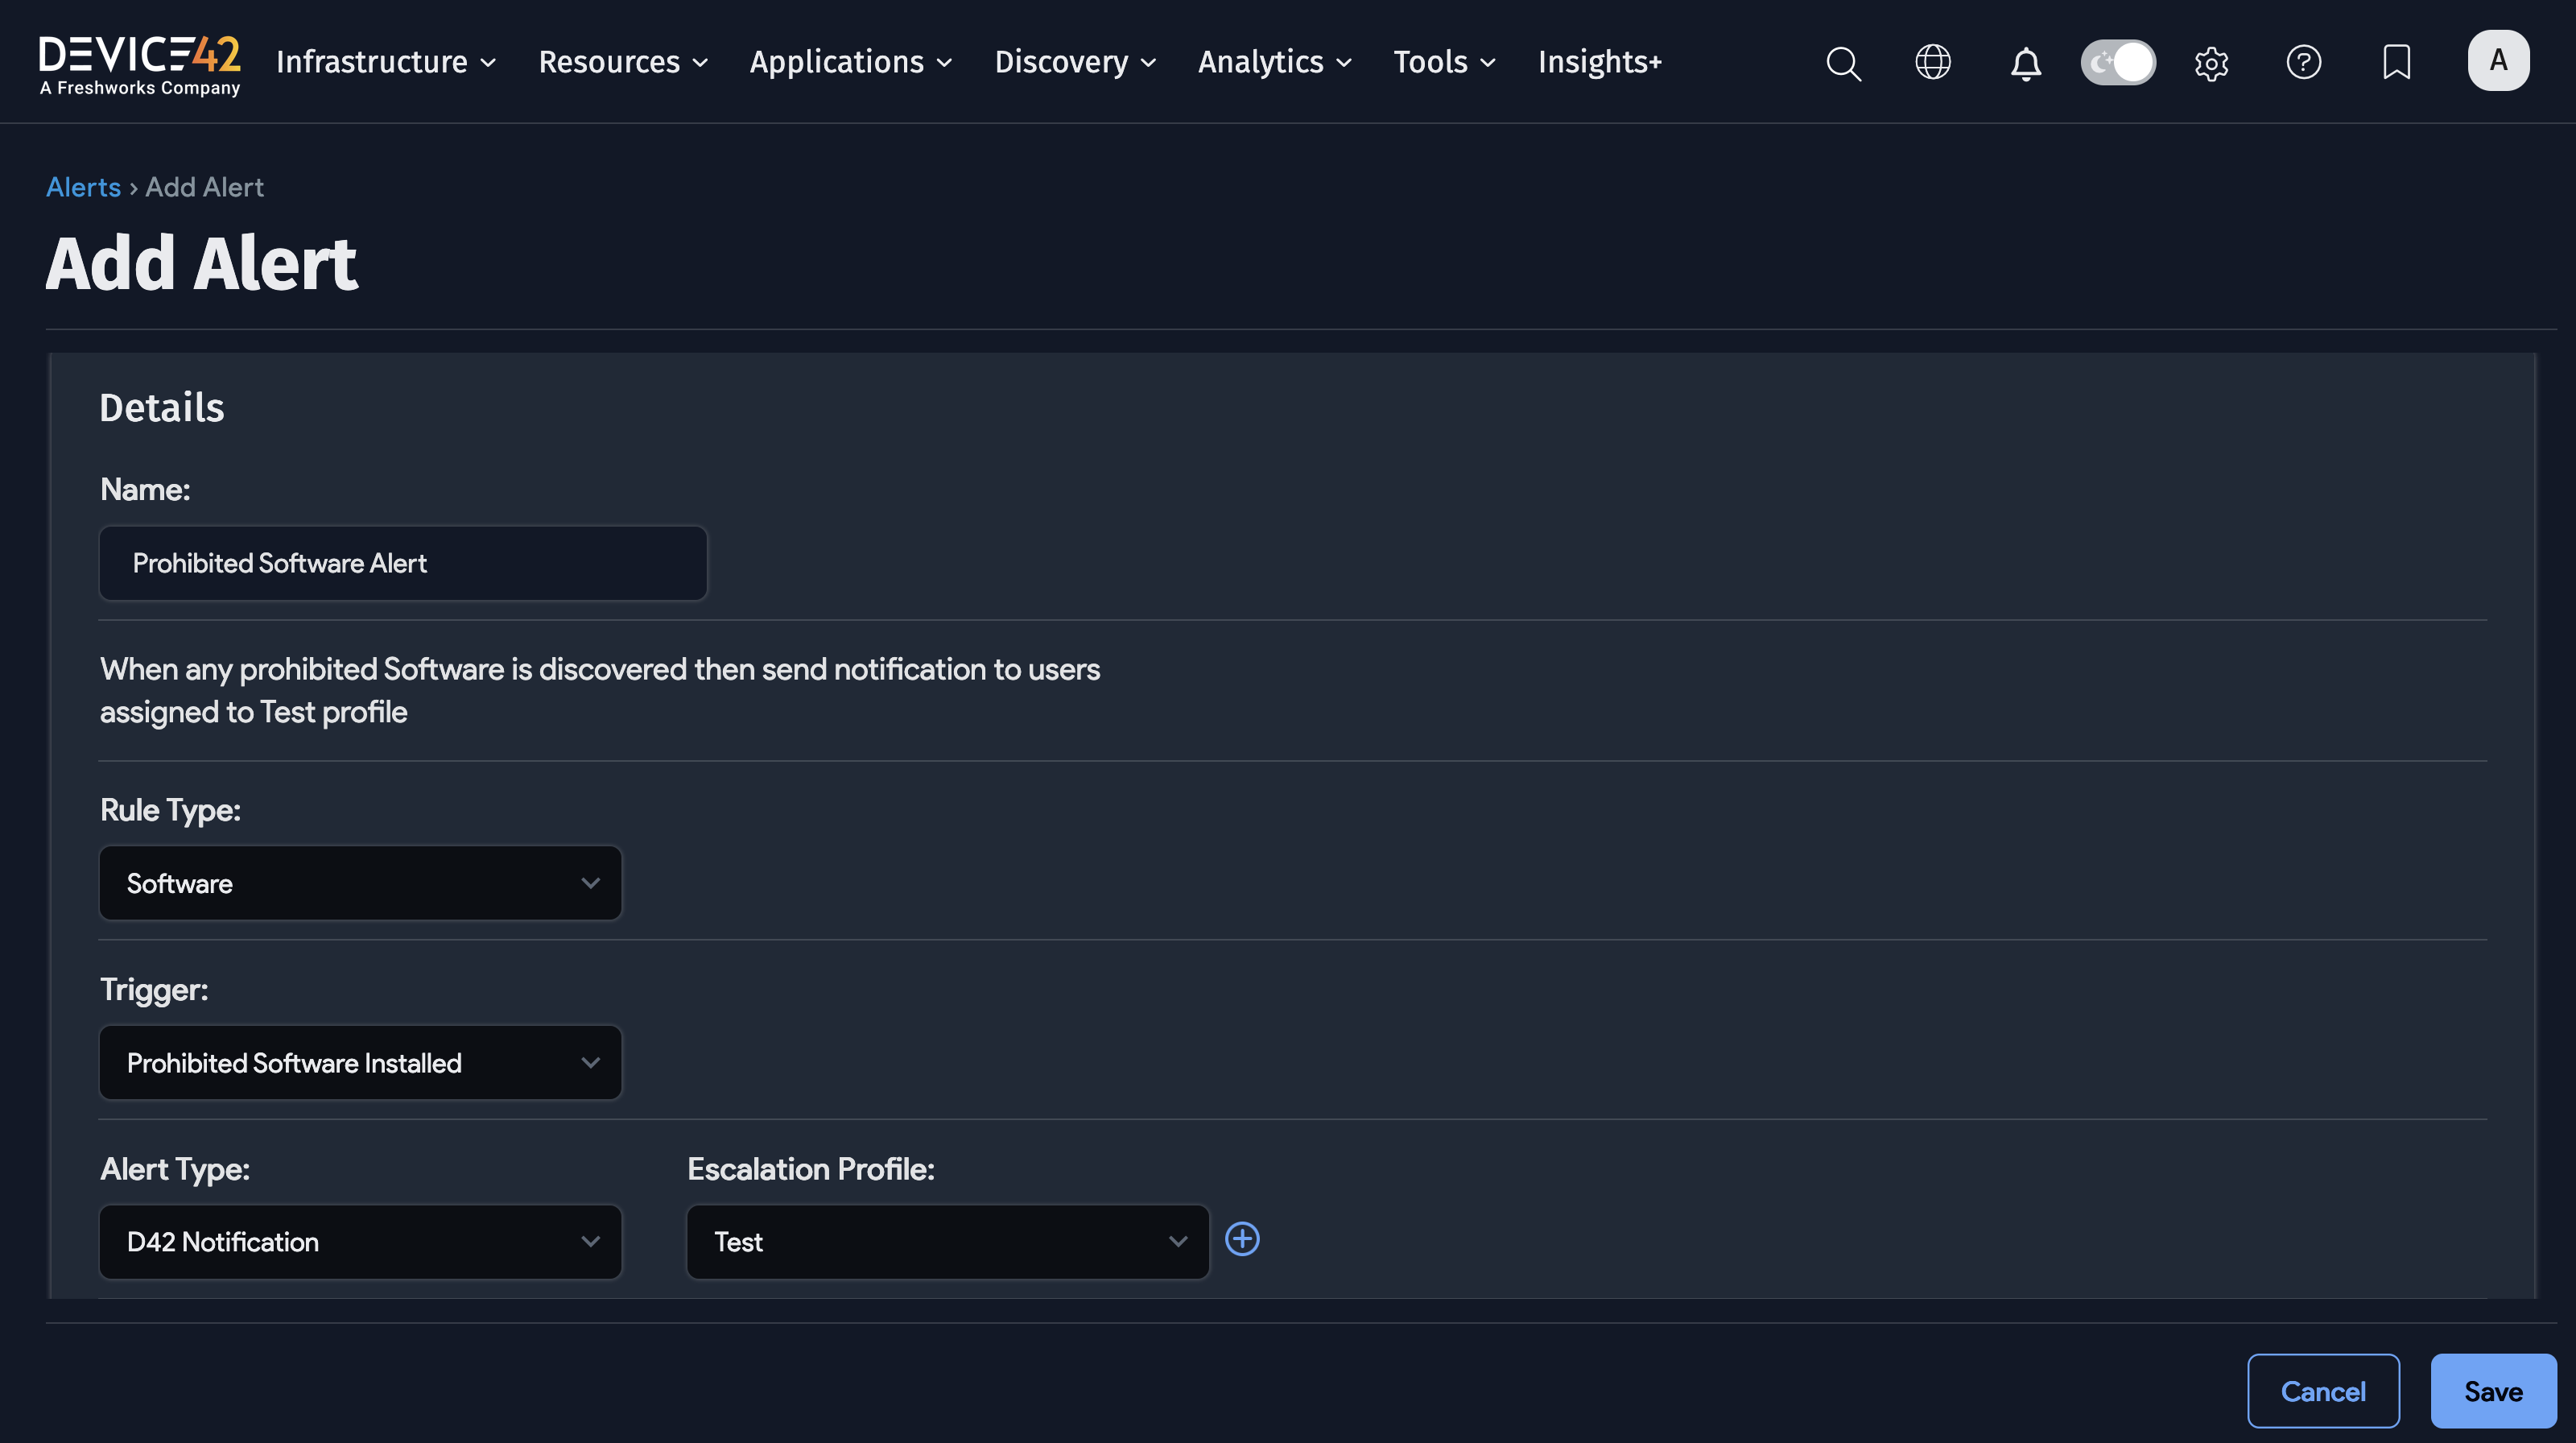 DEVICE42
A Freshworks Company
Infrastructure
Resources
Applications
Discovery
Analytics
Tools
Insights+
A
Alerts › Add Alert
Add Alert
Details
Name:
Prohibited Software Alert
When any prohibited Software is discovered then send notification to users
assigned to Test profile
Rule Type:
Software
Trigger:
Prohibited Software Installed
Alert Type:
Escalation Profile:
D42 Notification
Test
Cancel
Save